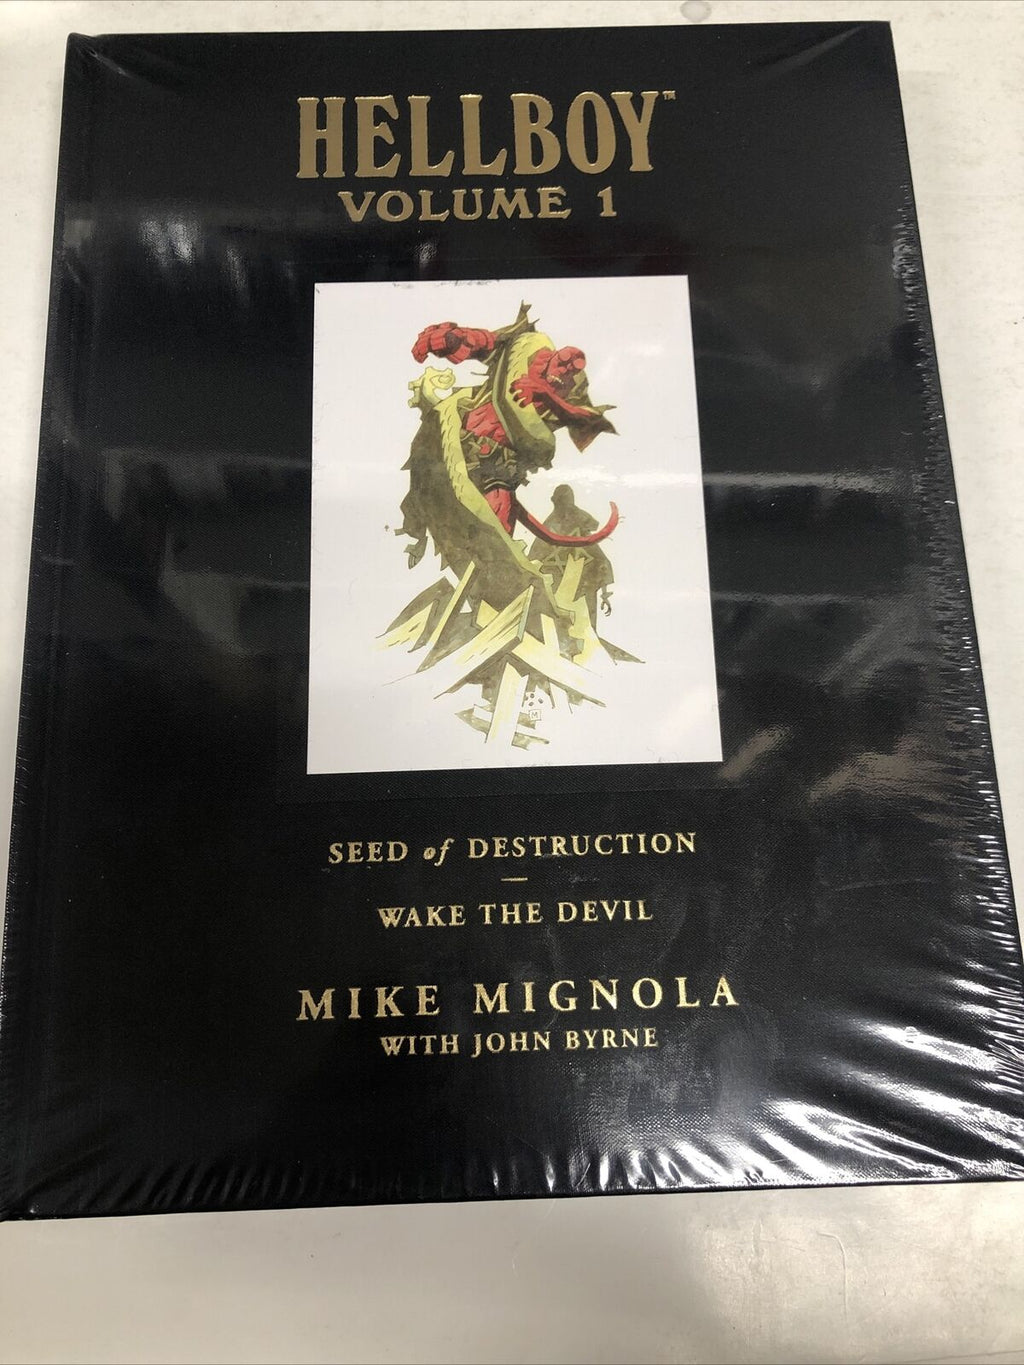 HELLBOY™
VOLUME 1
M
SEED of DESTRUCTION
WAKE THE DEVIL
MIKE MIGNOLA
WITH JOHN BYRNE